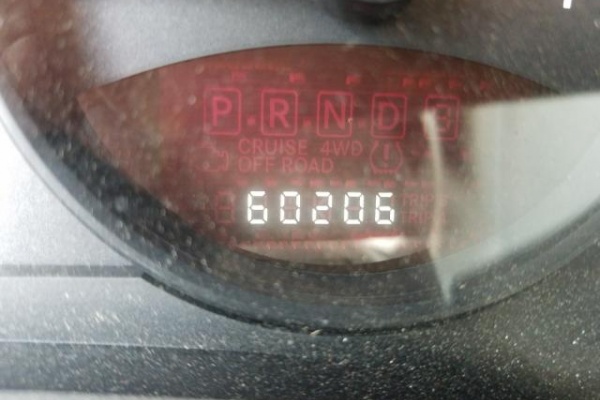 P R N D 3
CRUISE 4WD
OFF ROAD
60206